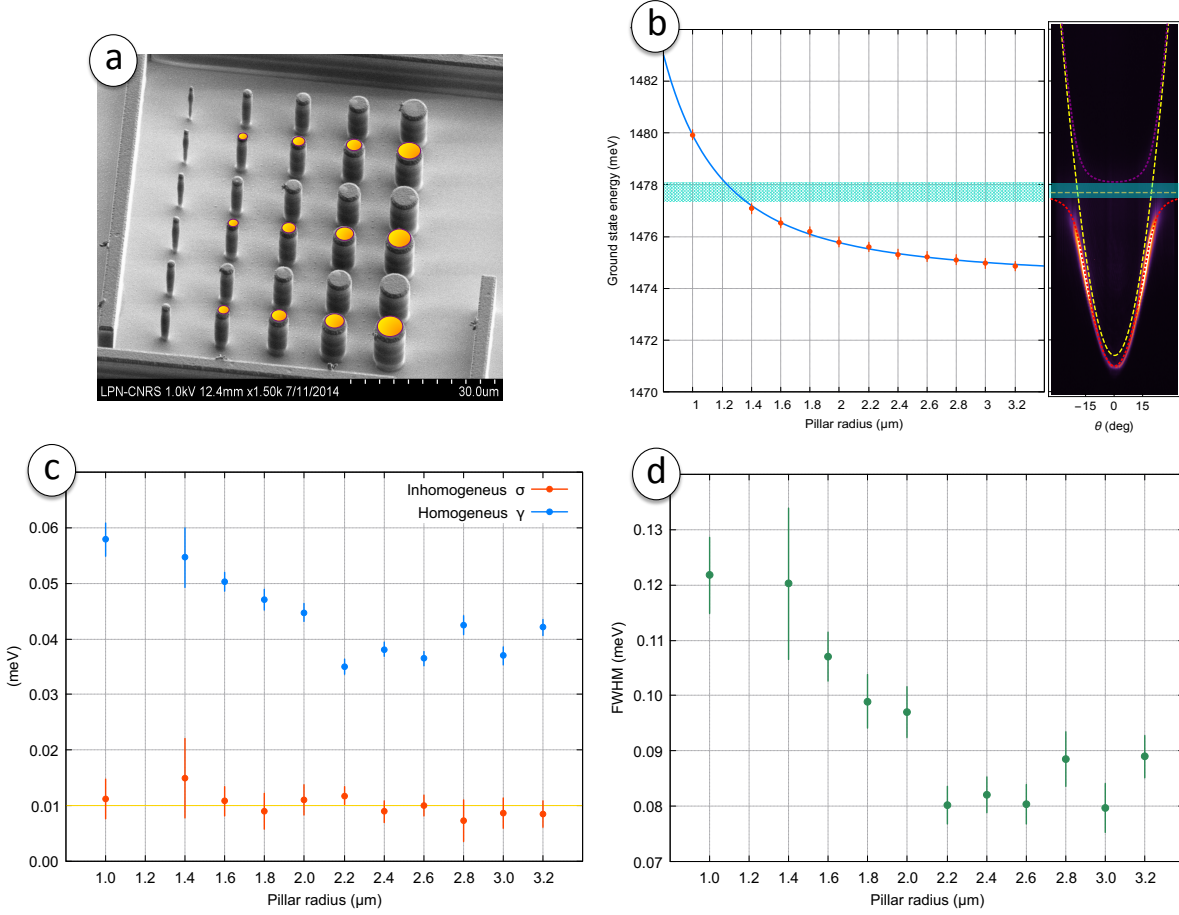 a
LPN-CNRS 1.0kV 12.4mm x1.50k 7/11/2014
30.0um
b
Ground state energy (meV)
1482
1480
1478
1476
1474
1472
1470
1 1.2 1.4 1.6 1.8 2 2.2 2.4 2.6 2.8 3 3.2
Pillar radius (μm)
−15 0 15
θ (deg)
c
Inhomogeneus σ
Homogeneus γ
(meV)
0.06
0.05
0.04
0.03
0.02
0.01
0.00
1.0 1.2 1.4 1.6 1.8 2.0 2.2 2.4 2.6 2.8 3.0 3.2
Pillar radius (μm)
d
FWHM (meV)
0.13
0.12
0.11
0.10
0.09
0.08
0.07
1.0 1.2 1.4 1.6 1.8 2.0 2.2 2.4 2.6 2.8 3.0 3.2
Pillar radius (μm)